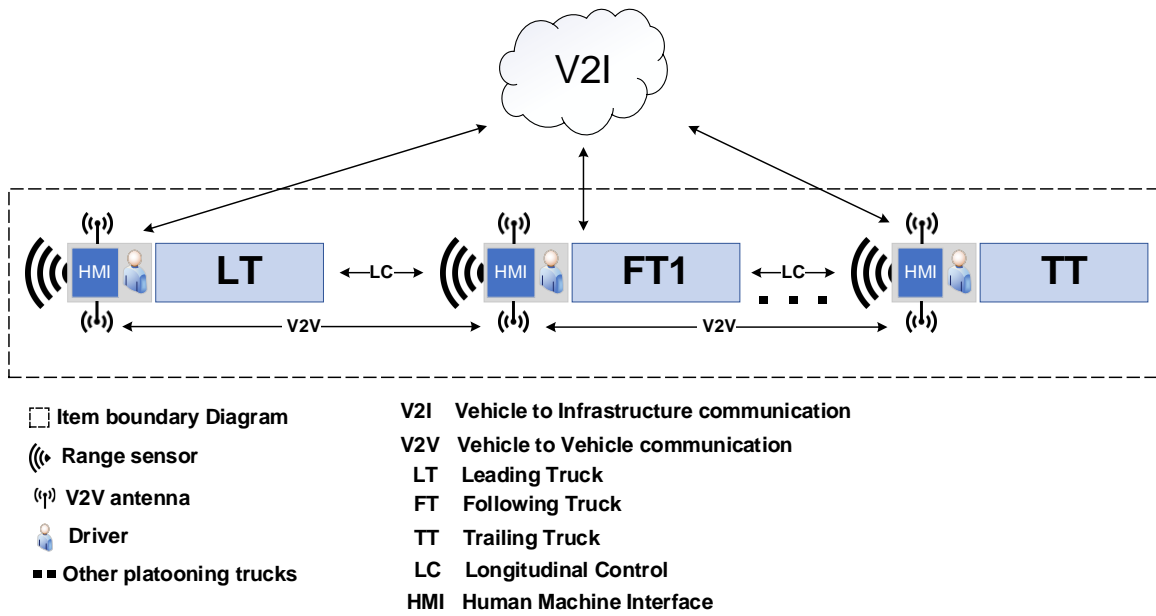 V2I
HMI LT LC HMI FT1 LC HMI TT
V2V V2V
Item boundary Diagram
Range sensor
V2V antenna
Driver
Other platooning trucks
V2I Vehicle to Infrastructure communication
V2V Vehicle to Vehicle communication
LT Leading Truck
FT Following Truck
TT Trailing Truck
LC Longitudinal Control
HMI Human Machine Interface